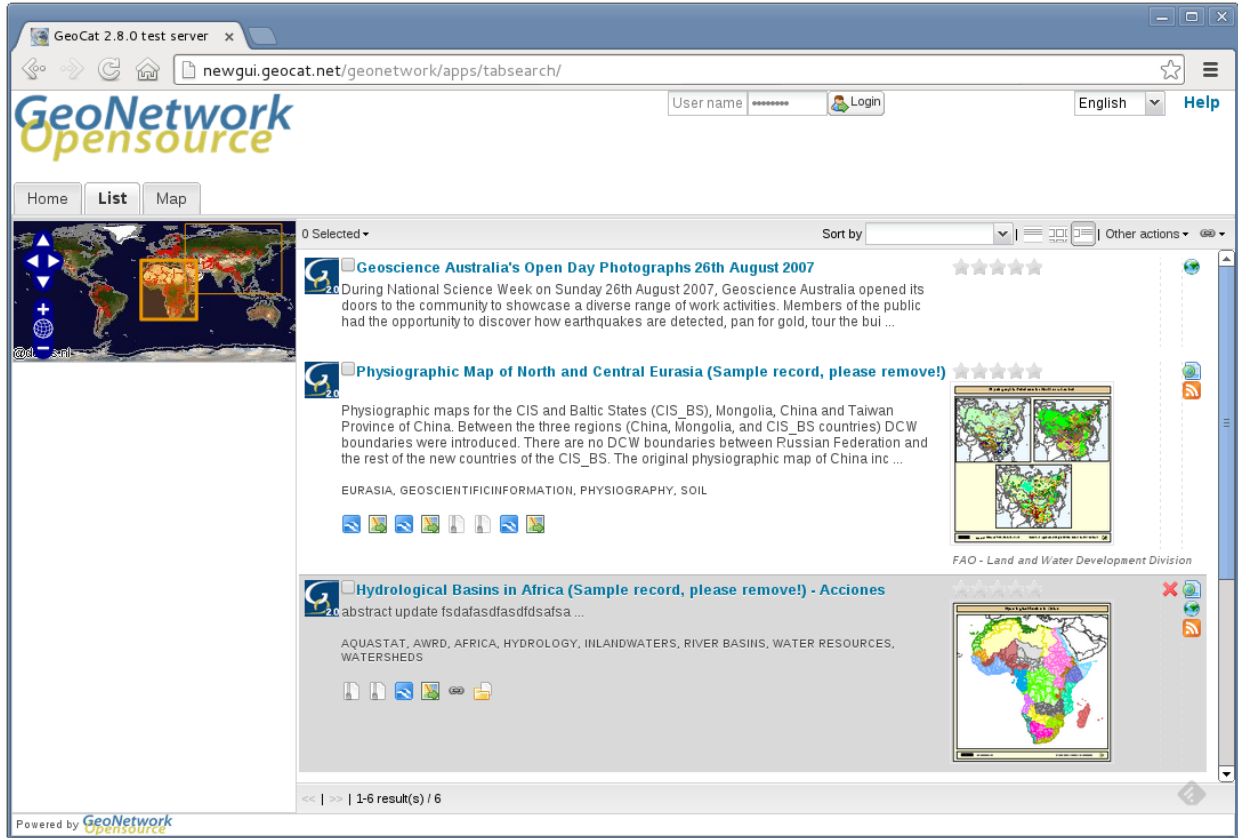 GeoCat 2.8.0 test server
newgui.geocat.net/geonetwork/apps/tabsearch/
GeoNetwork
Opensource
User name
Login
English
Help
Home List Map
0 Selected
Sort by
Other actions
Geoscience Australia's Open Day Photographs 26th August 2007
During National Science Week on Sunday 26th August 2007, Geoscience Australia opened its
doors to the community to showcase a diverse range of work activities. Members of the public
had the opportunity to discover how earthquakes are detected, pan for gold, tour the bui ...
Physiographic Map of North and Central Eurasia (Sample record, please remove!)
Physiographic maps for the CIS and Baltic States (CIS_BS), Mongolia, China and Taiwan
Province of China. Between the three regions (China, Mongolia, and CIS_BS countries) DCW
boundaries were introduced. There are no DCW boundaries between Russian Federation and
the rest of the new countries of the CIS_BS. The original physiographic map of China inc ...
EURASIA, GEOSCIENTIFICINFORMATION, PHYSIOGRAPHY, SOIL
FAO - Land and Water Development Division
Hydrological Basins in Africa (Sample record, please remove!) - Acciones
abstract update fsdafasdfasdfdsafsa ...
AQUASTAT, AWRD, AFRICA, HYDROLOGY, INLANDWATERS, RIVER BASINS, WATER RESOURCES,
WATERSHEDS
<< | >> | 1-6 result(s) / 6
Powered by GeoNetwork
Opensource